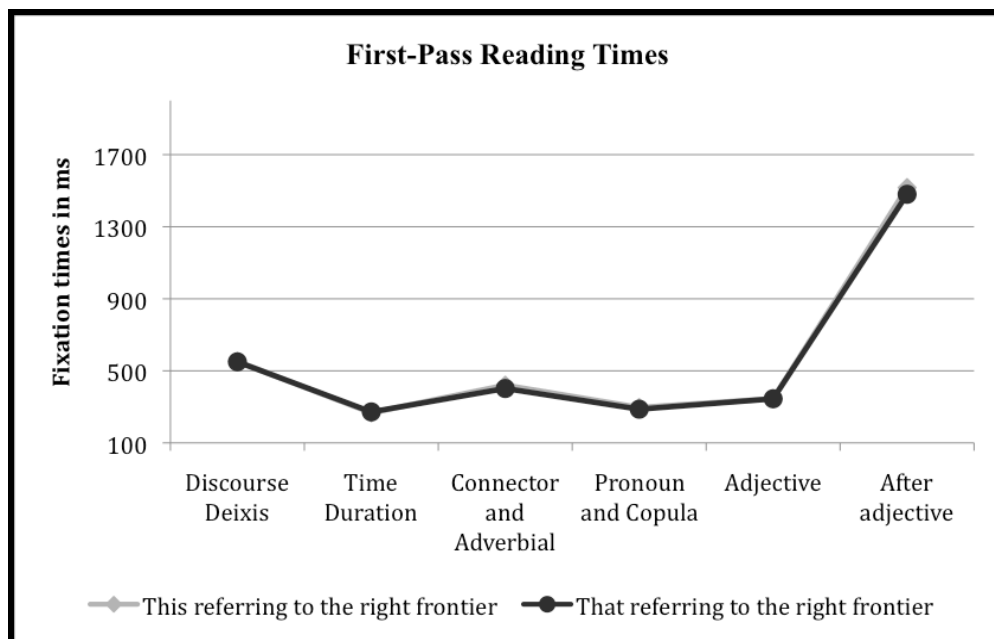 First-Pass Reading Times
Fixation times in ms
1700
1300
900
500
100
Discourse
Deixis
Time
Duration
Connector
and
Adverbial
Pronoun
and Copula
Adjective
After
adjective
This referring to the right frontier
That referring to the right frontier